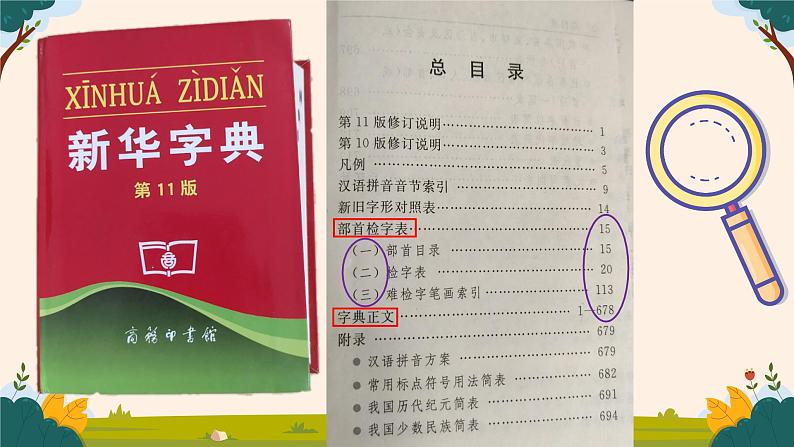 XĪNHUÁ ZÌDIǍN
新华字典
第11版
商務印書館
总目录
第11版修订说明 1
第10版修订说明 3
凡例 5
汉语拼音音节索引 9
新旧字形对照表 14
部首检字表 15
（一）部首目录 15
（二）检字表 20
（三）难检字笔画索引 113
字典正文 1—678
附录 679
●汉语拼音方案 679
●常用标点符号用法简表 682
●我国历代纪元简表 691
●我国少数民族简表 694